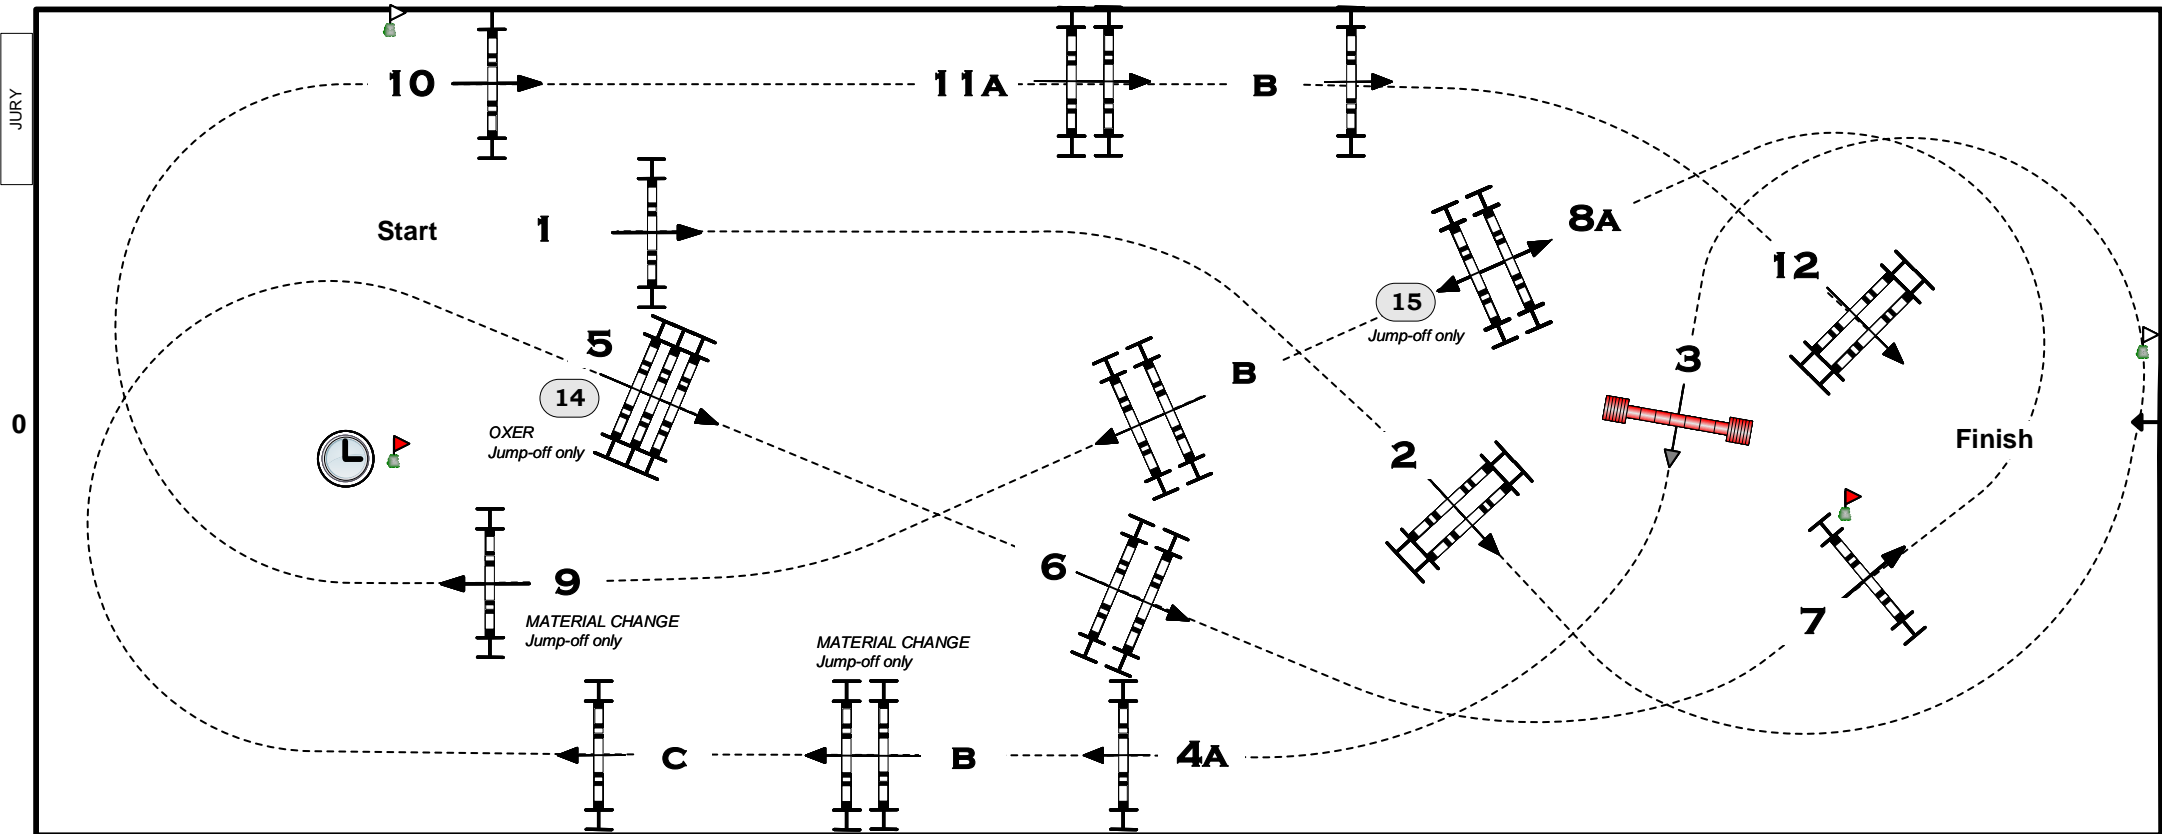 JURY
10
11A
B
Start
1
8A
12
15
Jump-off only
5
14
OXER
Jump-off only
B
3
0
2
Finish
9
MATERIAL CHANGE
Jump-off only
6
7
MATERIAL CHANGE
Jump-off only
C
B
4A